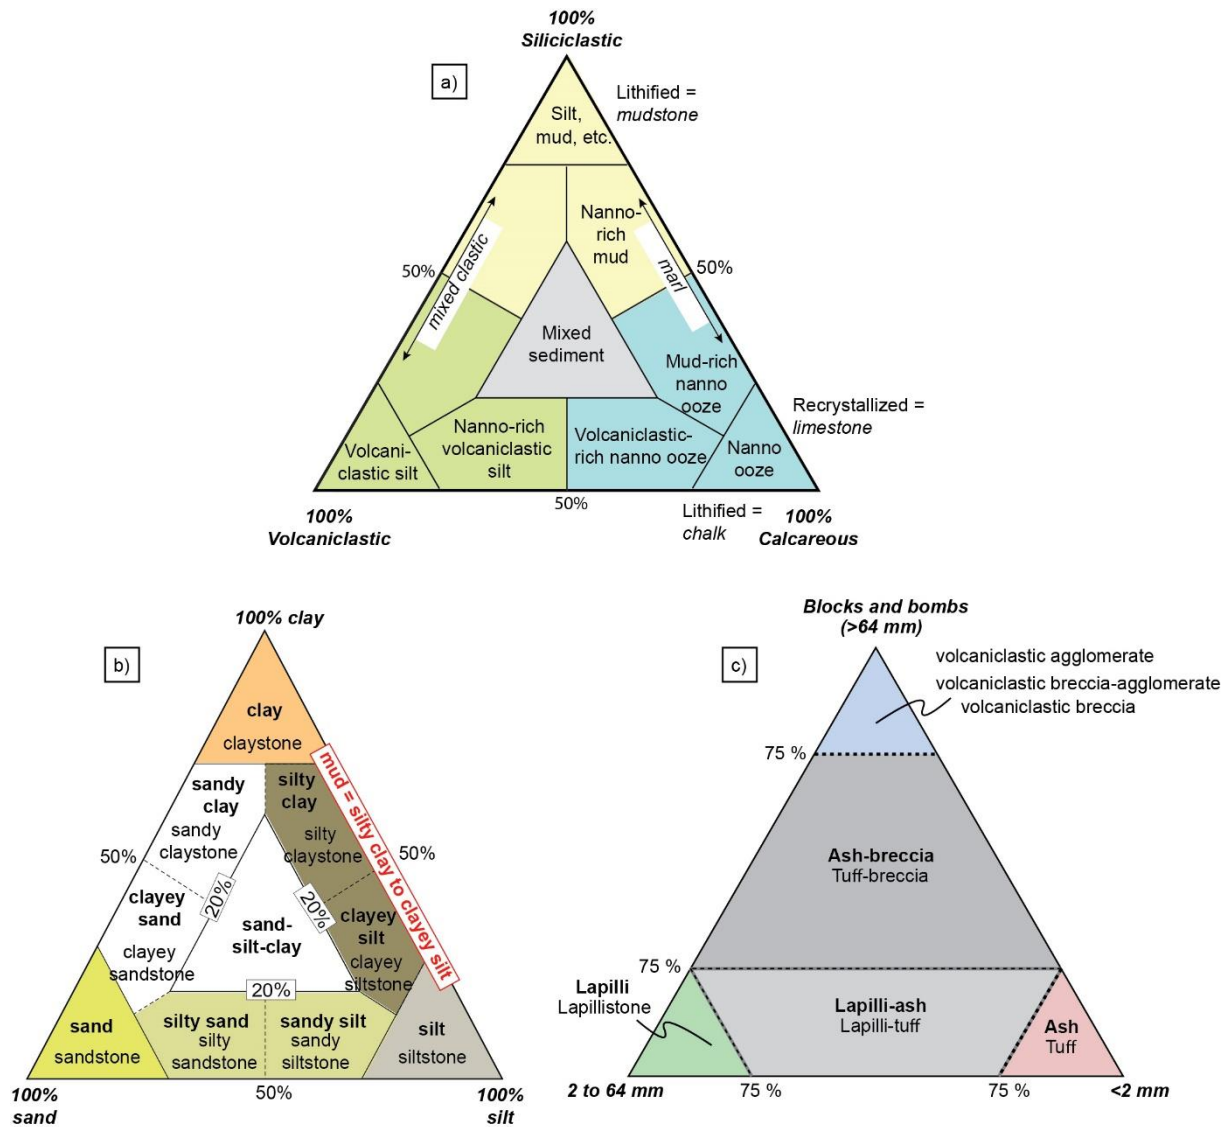 100%
Siliciclastic
a)
Lithified =
mudstone
Silt,
mud, etc.
Nanno-
rich
mud
mixed clastic
marl
50%
50%
Mixed
sediment
Mud-rich
nanno
ooze
Recrystallized =
limestone
Volcani-
clastic silt
Nanno-rich
volcaniclastic
silt
Volcaniclastic-
rich nanno ooze
Nanno
ooze
50%
Lithified =
chalk
100%
Volcaniclastic
100%
Calcareous
b)
100% clay
clay
claystone
sandy
clay
sandy
claystone
silty
clay
silty
claystone
mud = silty clay to clayey silt
50%
50%
20%
20%
clayey
sand
clayey
sandstone
sand-
silt-clay
clayey
silt
clayey
siltstone
20%
sand
sandstone
silty sand
silty
sandstone
sandy silt
sandy
siltstone
silt
siltstone
100%
sand
50%
100%
silt
c)
Blocks and bombs
(>64 mm)
volcaniclastic agglomerate
volcaniclastic breccia-agglomerate
volcaniclastic breccia
75 %
Ash-breccia
Tuff-breccia
75 %
Lapilli
Lapillistone
Lapilli-ash
Lapilli-tuff
Ash
Tuff
2 to 64 mm
75 %
75 %
<2 mm